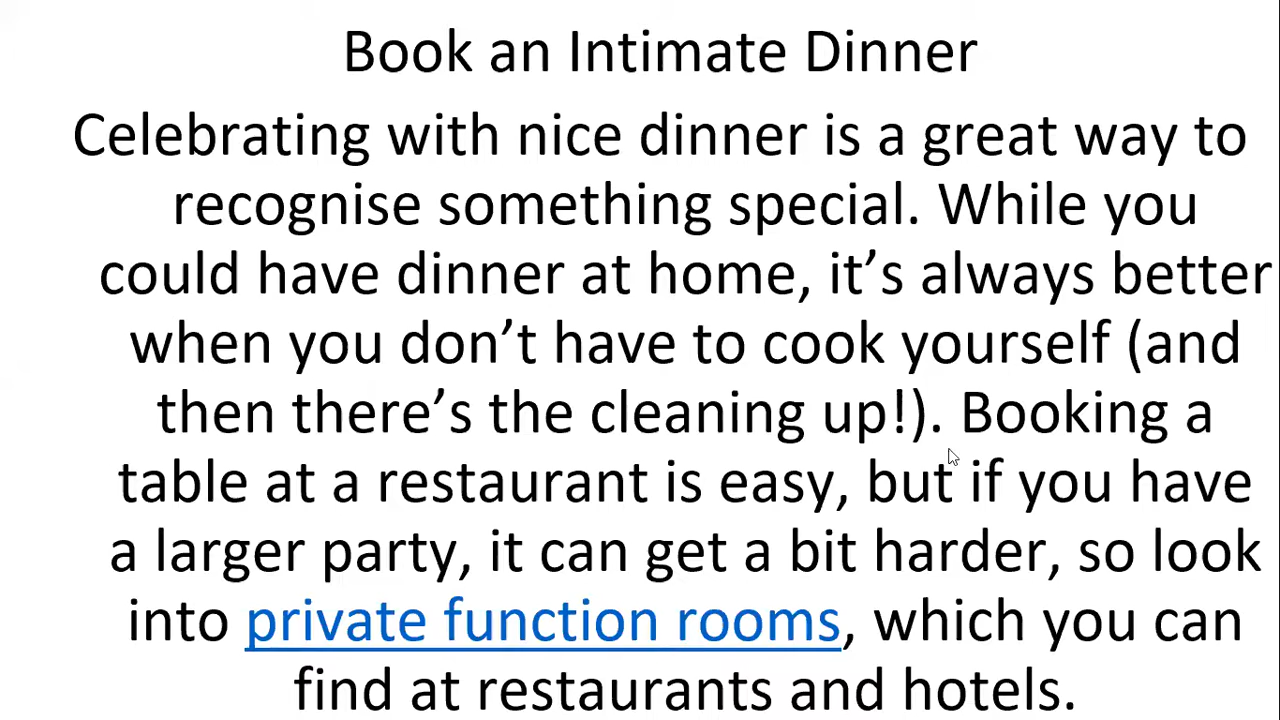 Book an Intimate Dinner
Celebrating with nice dinner is a great way to
recognise something special. While you
could have dinner at home, it’s always better
when you don’t have to cook yourself (and
then there’s the cleaning up!). Booking a
table at a restaurant is easy, but if you have
a larger party, it can get a bit harder, so look
into private function rooms, which you can
find at restaurants and hotels.